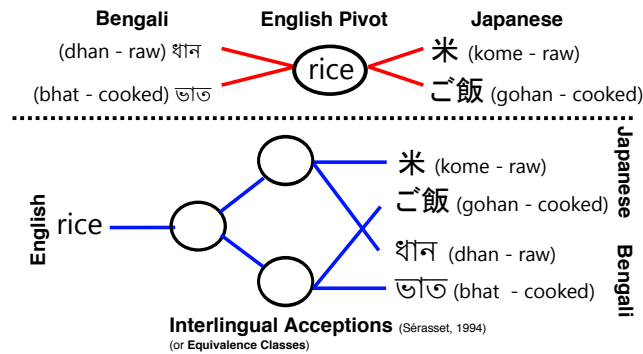 Bengali English Pivot Japanese
(dhan - raw) ধান rice 米 (kome - raw)
(bhat - cooked) ভাত ご飯 (gohan - cooked)
English
rice
米 (kome - raw)
ご飯 (gohan - cooked)
ধান (dhan - raw)
ভাত (bhat - cooked)
Japanese
Bengali
Interlingual Acceptions (Sérasset, 1994)
(or Equivalence Classes)